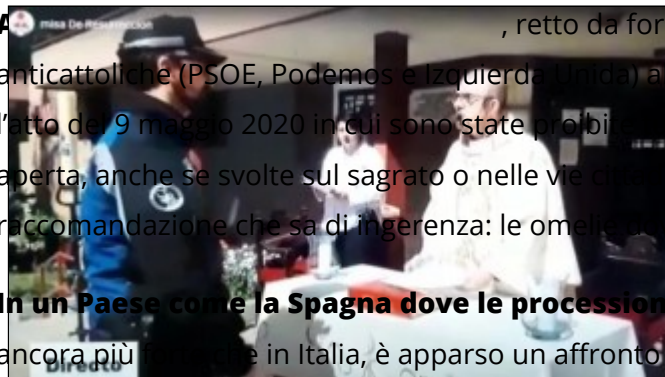 misa De Resurrección
, retto da for
anticattoliche (PSOE, Podemos e Izquierda Unida) a
l'atto del 9 maggio 2020 in cui sono state proibite
aperta, anche se svolte sul sagrato o nelle vie
raccomandazione che sa di ingerenza: le omelie
In un Paese come la Spagna dove le procession
ancora più in Italia, è apparso un affronto
Directo